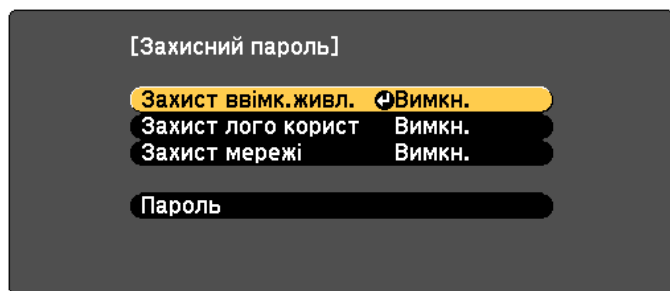 [Захисний пароль]
Захист ввімк.живл. Вимкн.
Захист лого корист Вимкн.
Захист мережі Вимкн.
Пароль